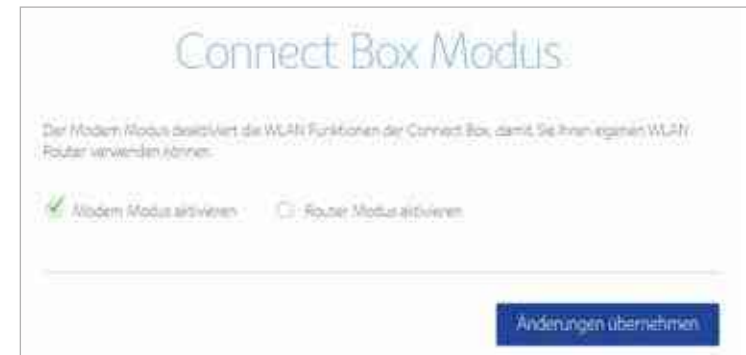 Connect Box Modus
Der Modem Modus deaktiviert die WLAN Funktionen der Connect Box, damit Sie Ihren eigenen WLAN
Router verwenden können.
Modem Modus aktivieren Router Modus aktivieren
Änderungen übernehmen